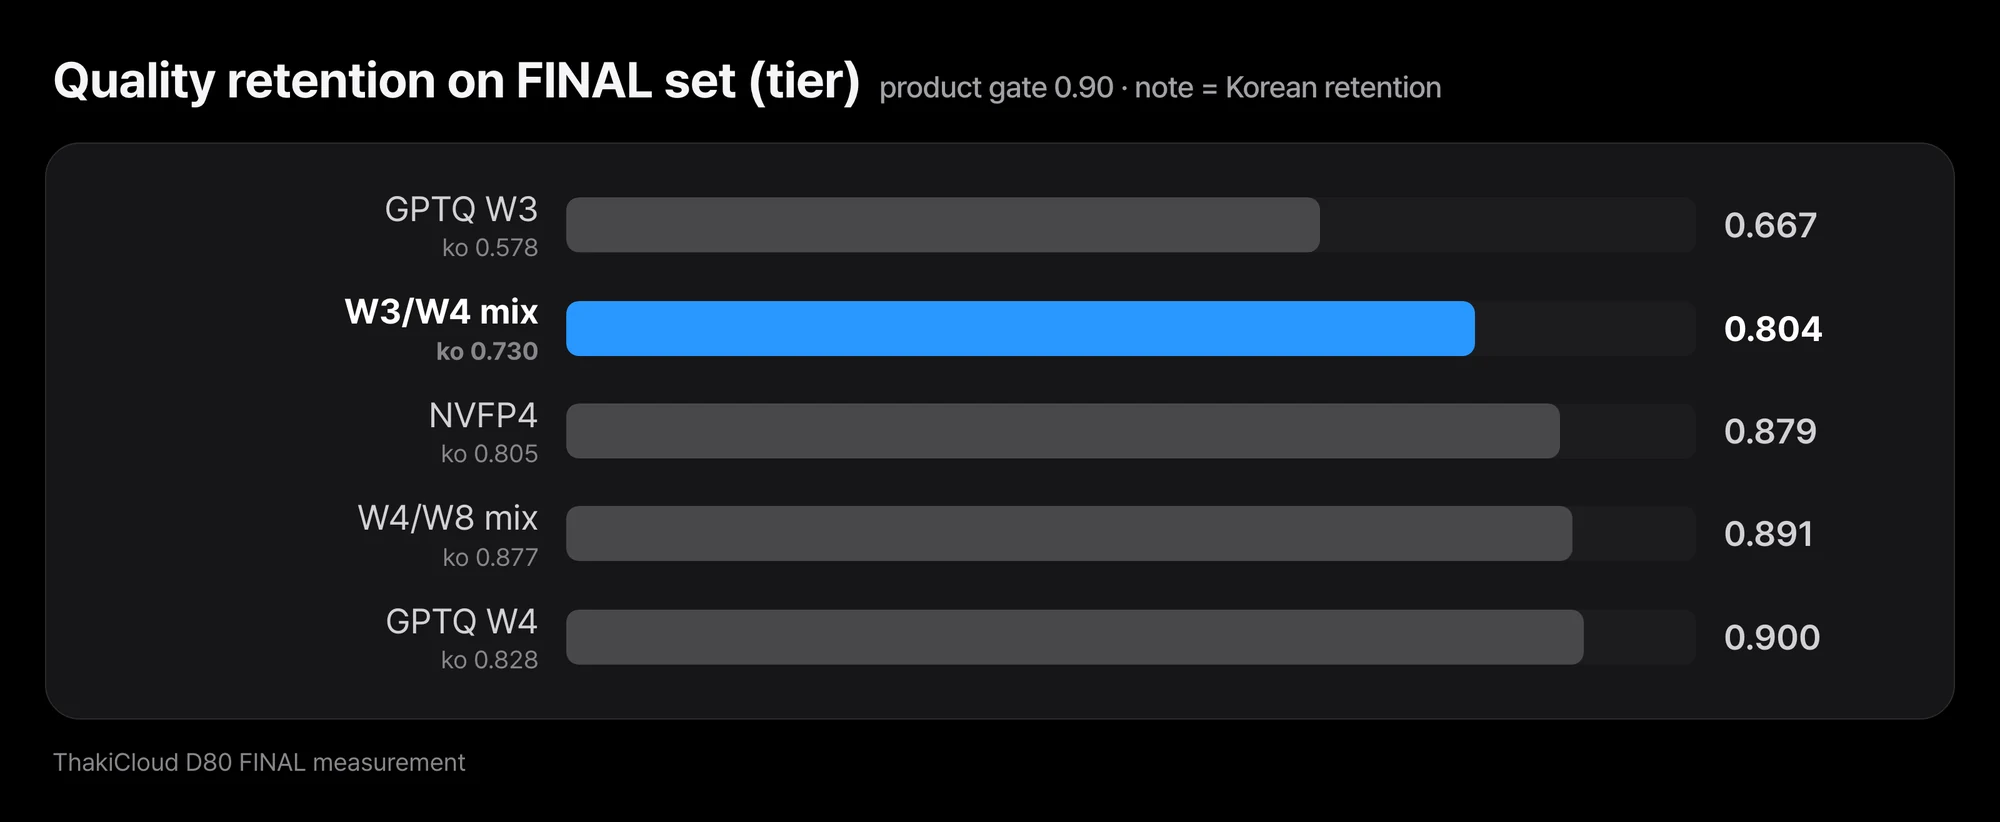 Quality retention on FINAL set (tier) product gate 0.90 · note = Korean retention
GPTQ W3
ko 0.578
0.667
W3/W4 mix
ko 0.730
0.804
NVFP4
ko 0.805
0.879
W4/W8 mix
ko 0.877
0.891
GPTQ W4
ko 0.828
0.900
ThakiCloud D80 FINAL measurement